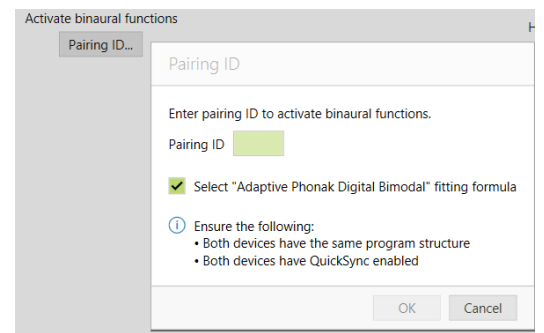 Activate binaural functions
H
Pairing ID...
Pairing ID
Enter pairing ID to activate binaural functions.
Pairing ID
Select "Adaptive Phonak Digital Bimodal" fitting formula
Ensure the following:
• Both devices have the same program structure
• Both devices have QuickSync enabled
OK
Cancel